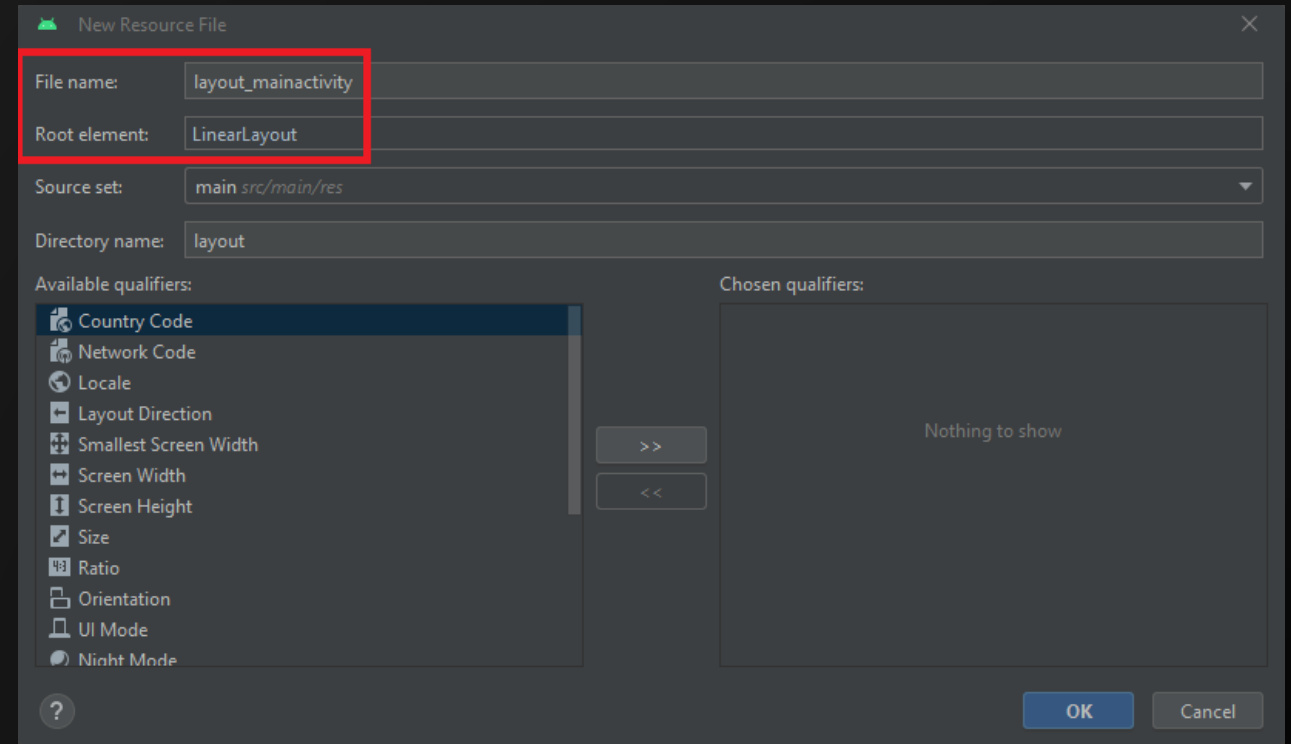 New Resource File
File name: layout_mainactivity
Root element: LinearLayout
Source set: main src/main/res
Directory name: layout
Available qualifiers:
Chosen qualifiers:
Country Code
Network Code
Locale
Layout Direction
Smallest Screen Width
Screen Width
Screen Height
Size
Ratio
Orientation
UI Mode
Night Mode
>>
<<
Nothing to show
?
OK
Cancel